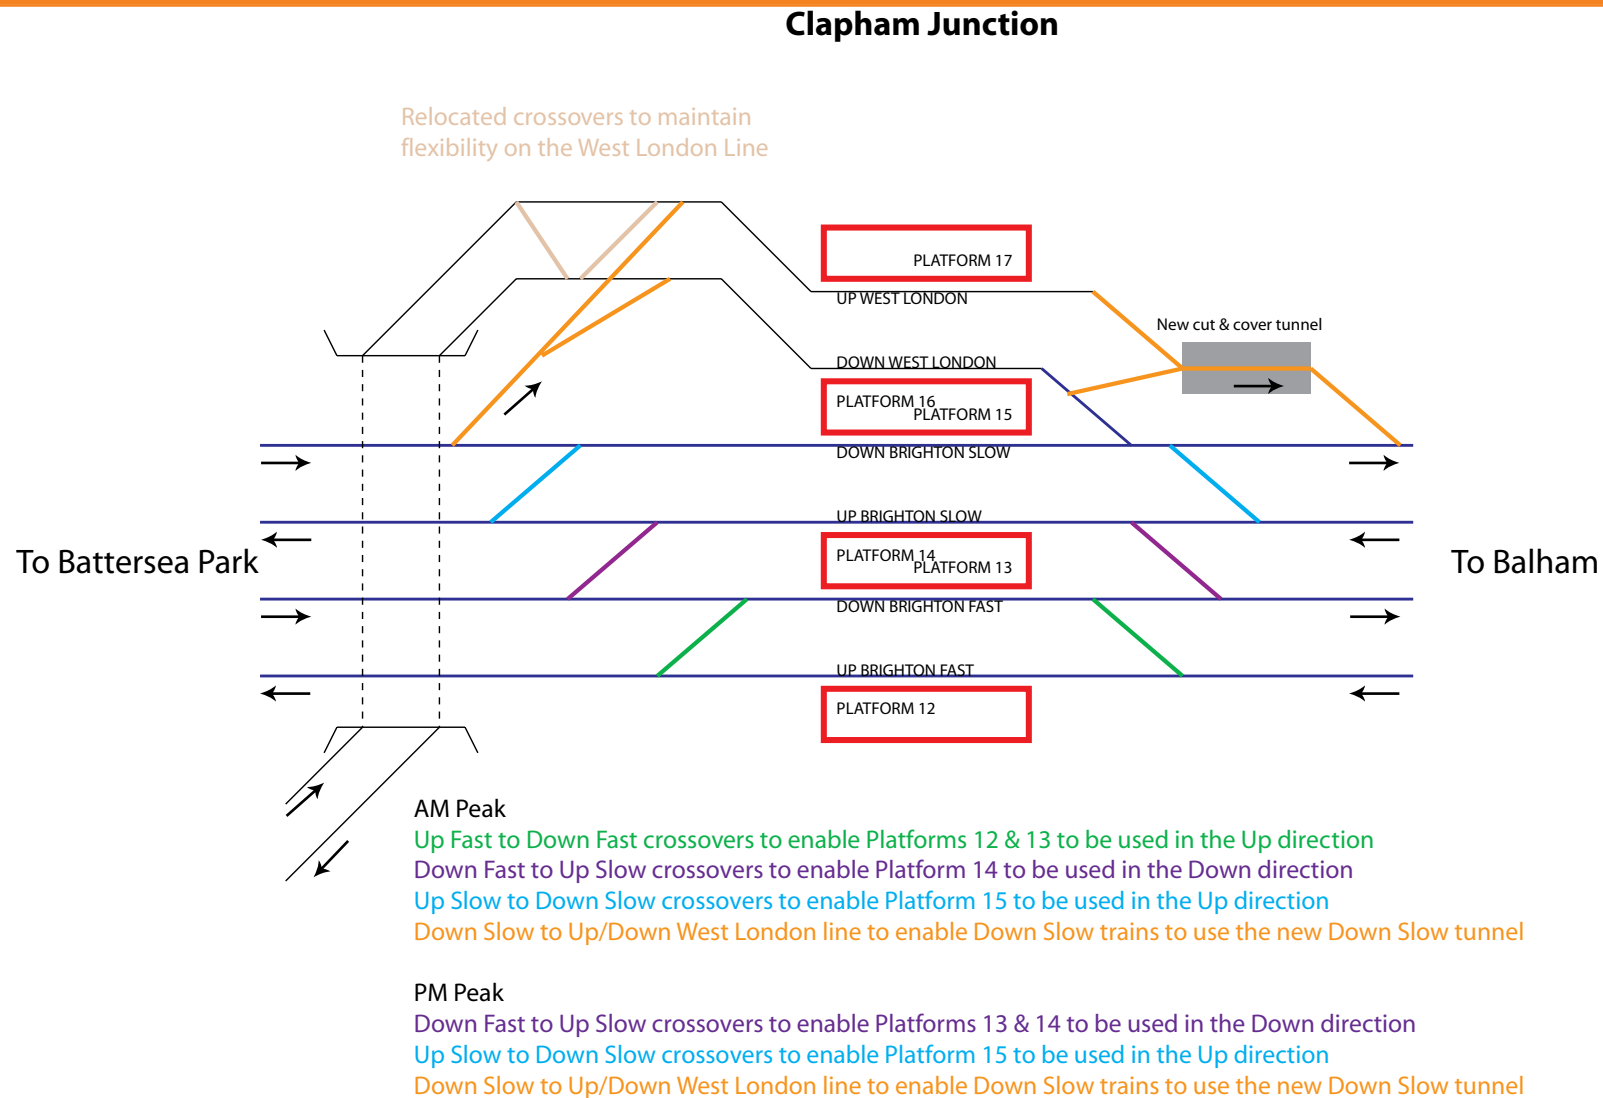 Clapham Junction
Relocated crossovers to maintain
flexibility on the West London Line
PLATFORM 17
UP WEST LONDON
New cut & cover tunnel
DOWN WEST LONDON
PLATFORM 16
PLATFORM 15
DOWN BRIGHTON SLOW
UP BRIGHTON SLOW
To Battersea Park
PLATFORM 14
PLATFORM 13
To Balham
DOWN BRIGHTON FAST
UP BRIGHTON FAST
PLATFORM 12
AM Peak
Up Fast to Down Fast crossovers to enable Platforms 12 & 13 to be used in the Up direction
Down Fast to Up Slow crossovers to enable Platform 14 to be used in the Down direction
Up Slow to Down Slow crossovers to enable Platform 15 to be used in the Up direction
Down Slow to Up/Down West London line to enable Down Slow trains to use the new Down Slow tunnel
PM Peak
Down Fast to Up Slow crossovers to enable Platforms 13 & 14 to be used in the Down direction
Up Slow to Down Slow crossovers to enable Platform 15 to be used in the Up direction
Down Slow to Up/Down West London line to enable Down Slow trains to use the new Down Slow tunnel